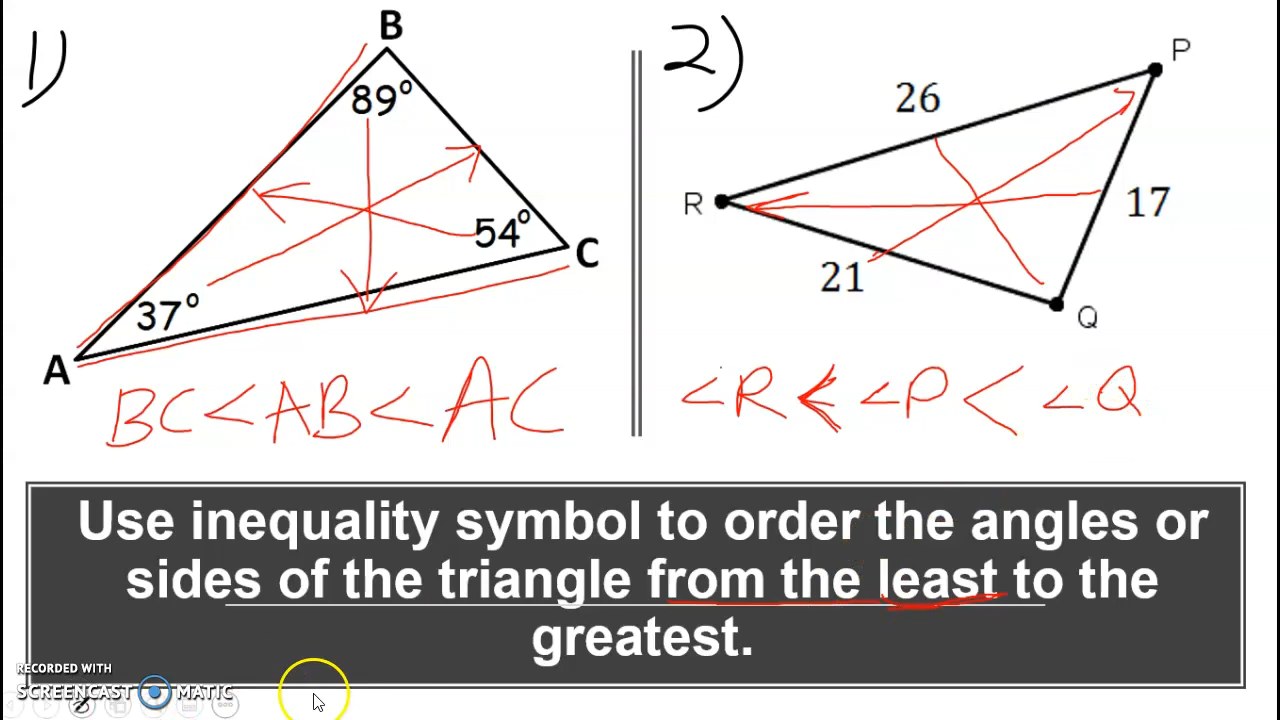 1)
B
89°
54°
C
37°
A
BC < AB < AC
2)
P
26
R
17
21
Q
<R < <P < <Q
Use inequality symbol to order the angles or
sides of the triangle from the least to the
greatest.
RECORDED WITH
SCREENCAST MATIC